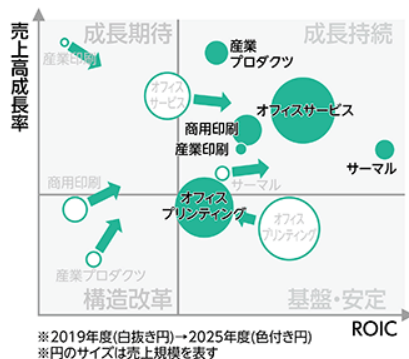 売上高成長率
成長期待
成長持続
産業印刷
産業
プロダクツ
オフィス
サービス
オフィスサービス
商用印刷
産業印刷
サーマル
サーマル
商用印刷
オフィス
プリンティング
オフィス
プリンティング
産業プロダクツ
構造改革
基盤・安定
ROIC
※2019年度(白抜き円)→2025年度(色付き円)
※円のサイズは売上規模を表す